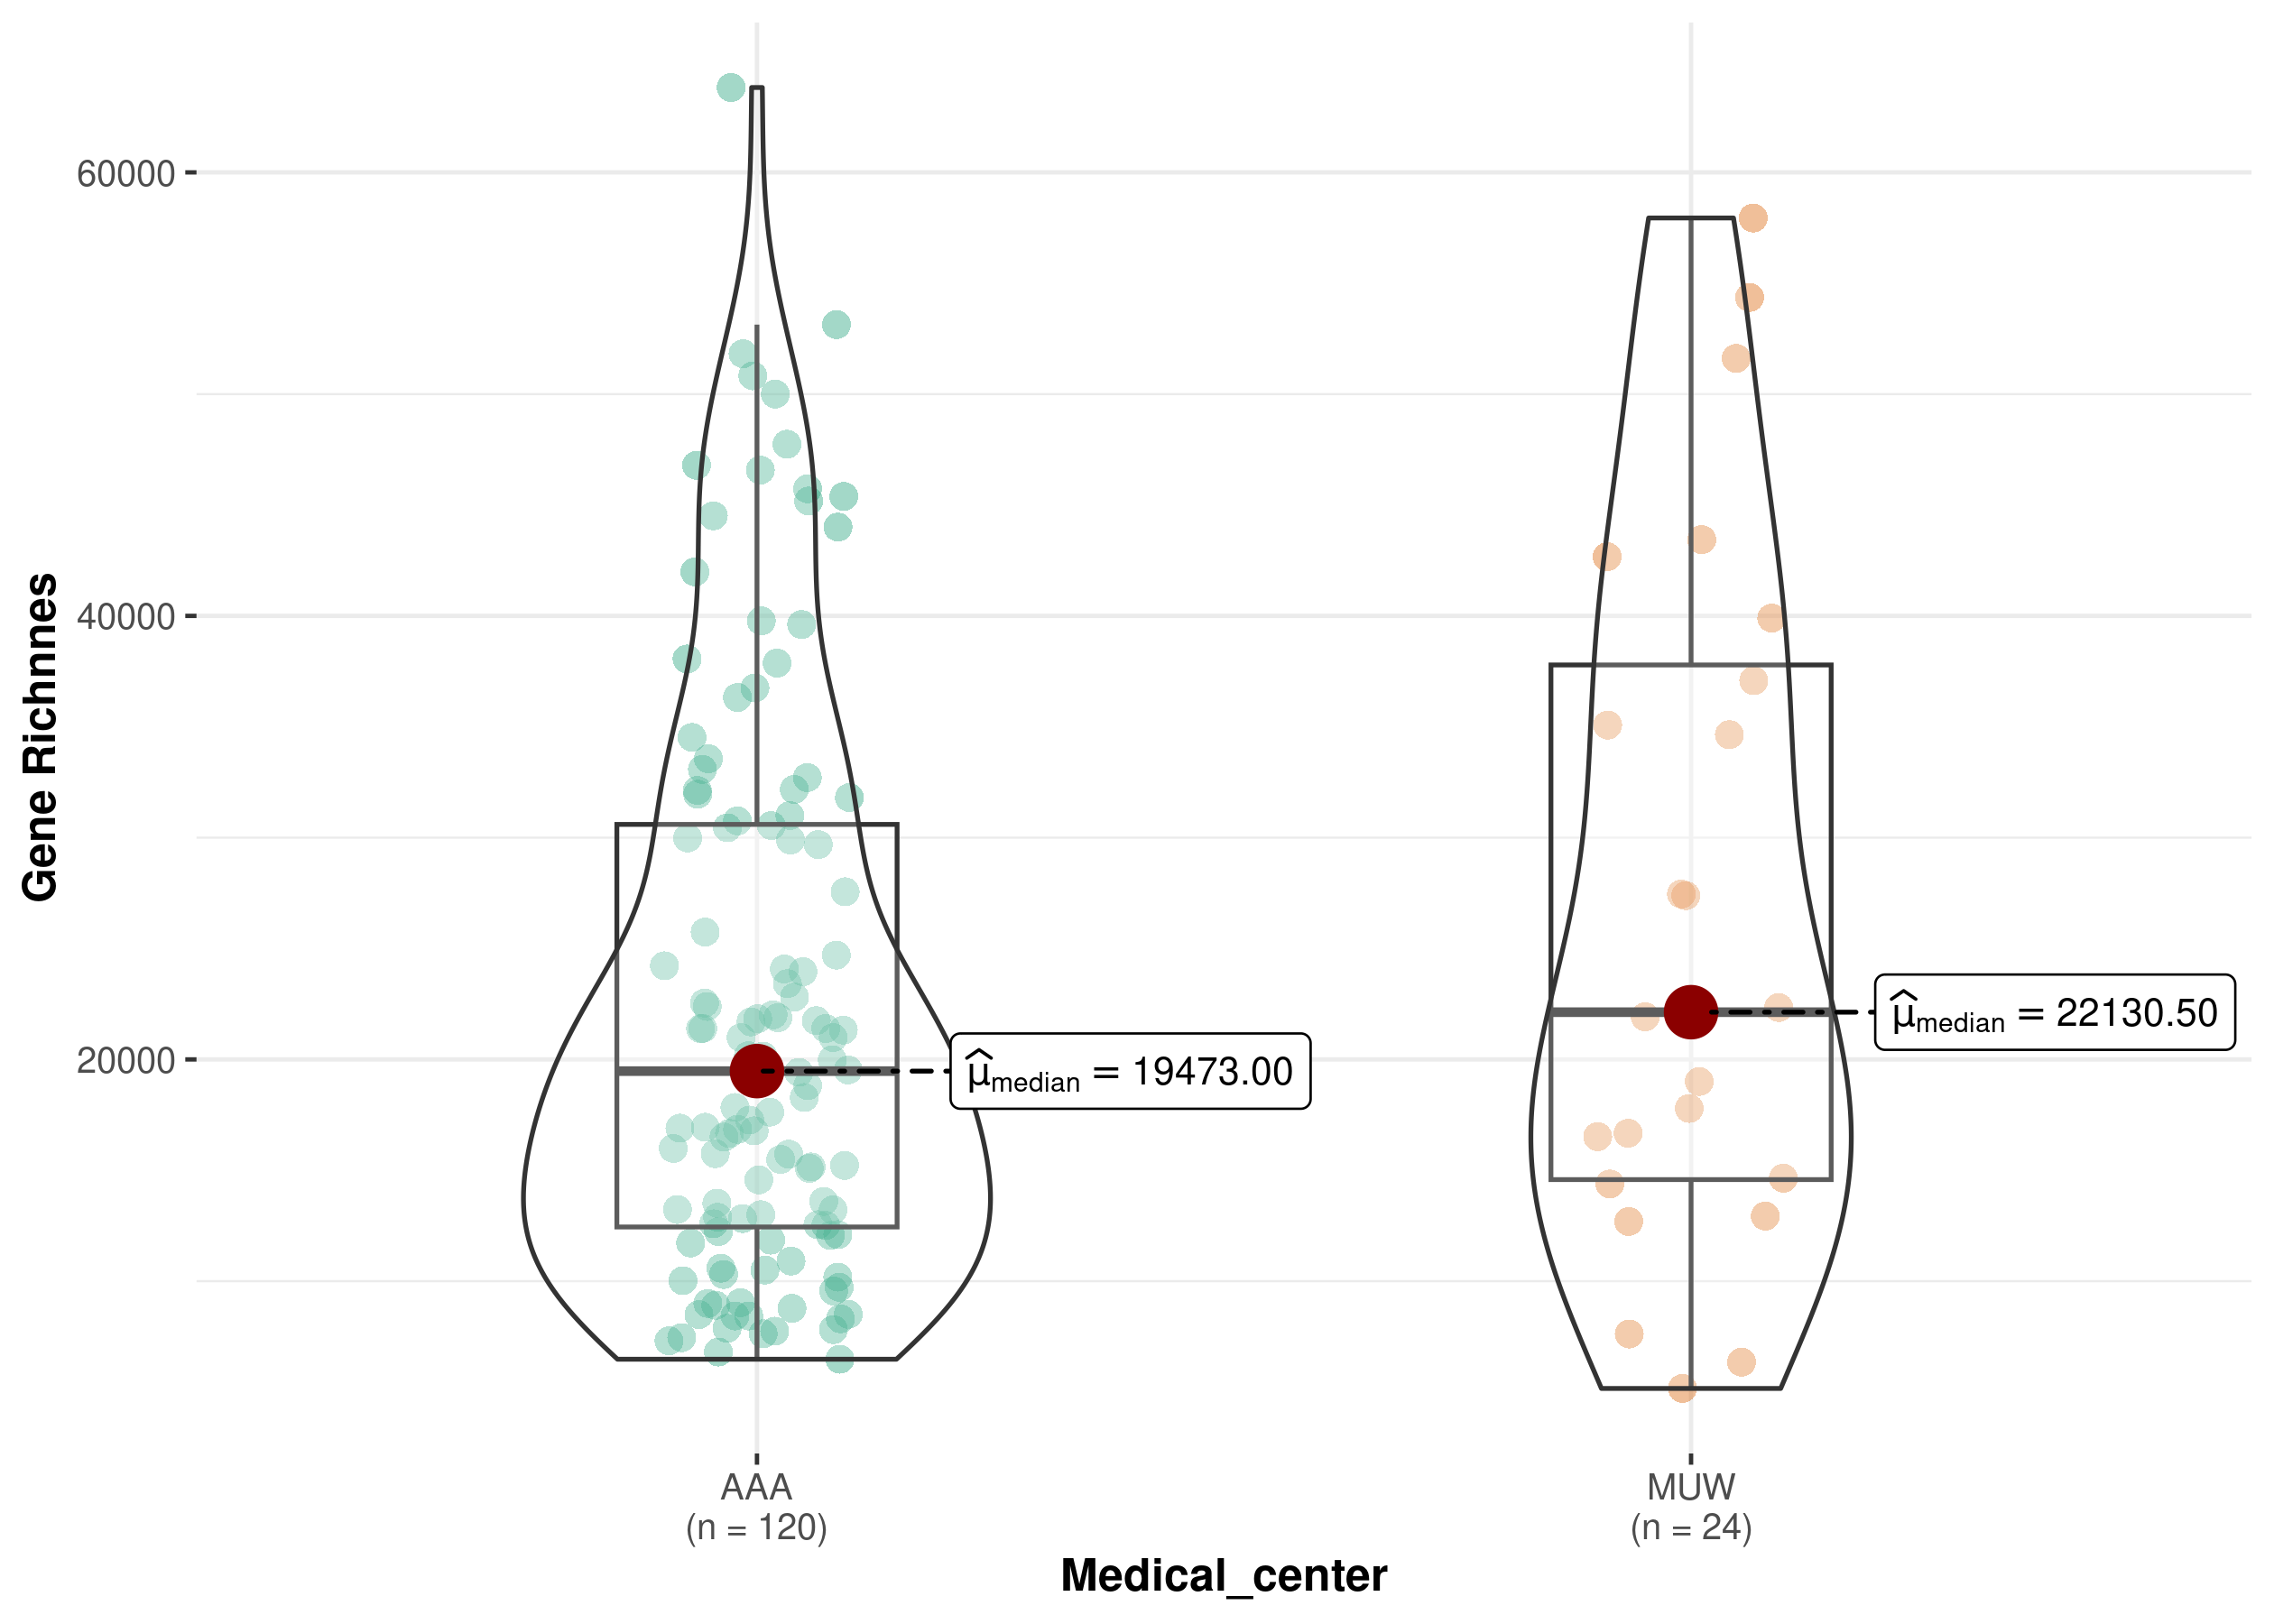 60000
40000
20000
Gene Richnnes
μ̂median = 19473.00
μ̂median = 22130.50
AAA
(n = 120)
MUW
(n = 24)
Medical_center